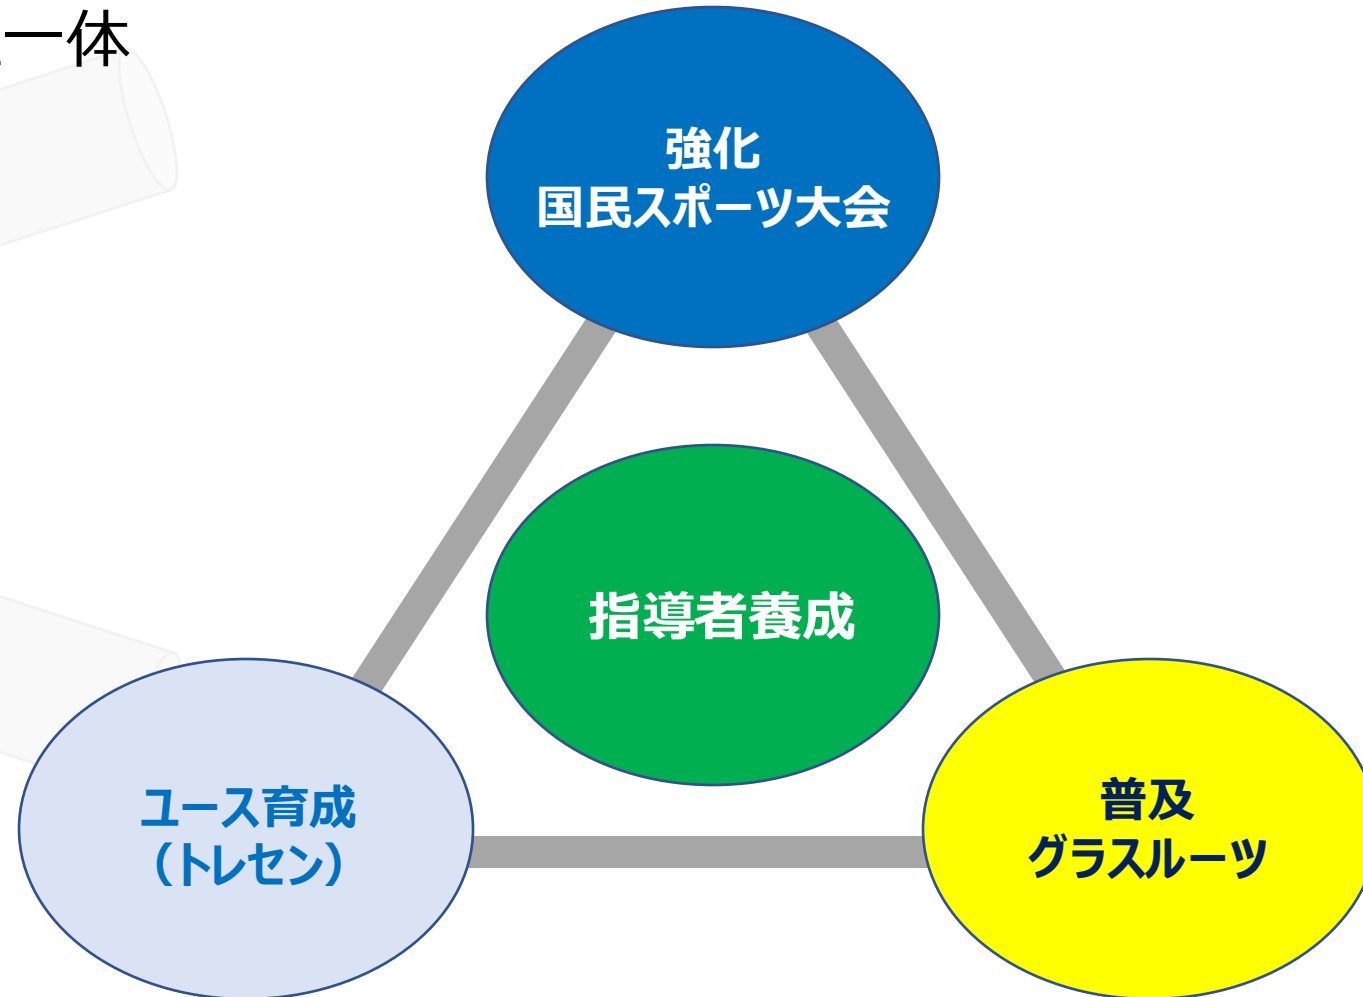 一体
強化
国民スポーツ大会
指導者養成
ユース育成
（トレセン）
普及
グラスルーツ